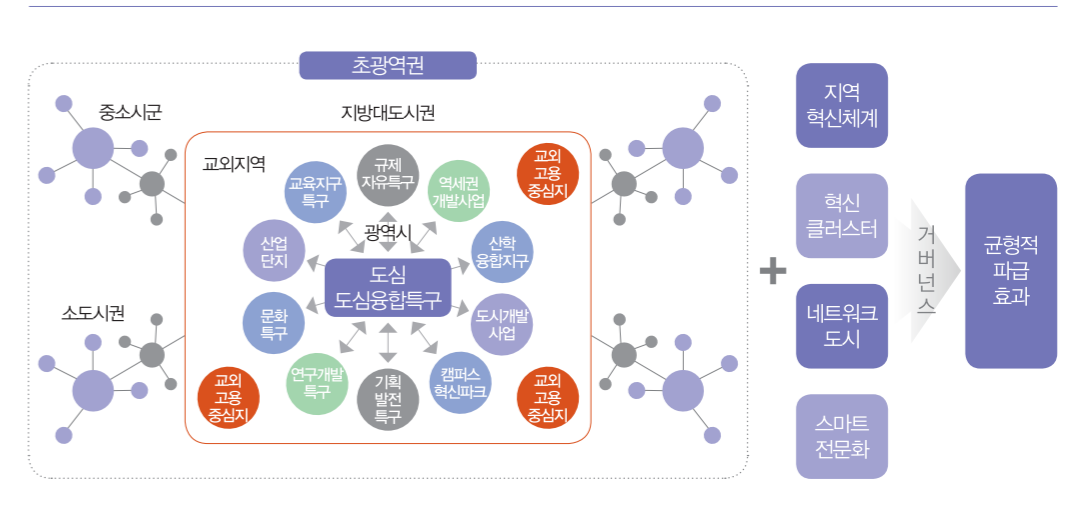 초광역권
중소시군
지방대도시권
교외지역
교육지구
특구
규제
자유특구
역세권
개발사업
교외
고용
중심지
광역시
산업
단지
산학
융합지구
도심
도심융합특구
소도시권
문화
특구
도시개발
사업
교외
고용
중심지
연구개발
특구
기획
발전
특구
캠퍼스
혁신파크
교외
고용
중심지
+
지역
혁신체계
혁신
클러스터
네트워크
도시
스마트
전문화
거
버
넌
스
균형적
파급
효과